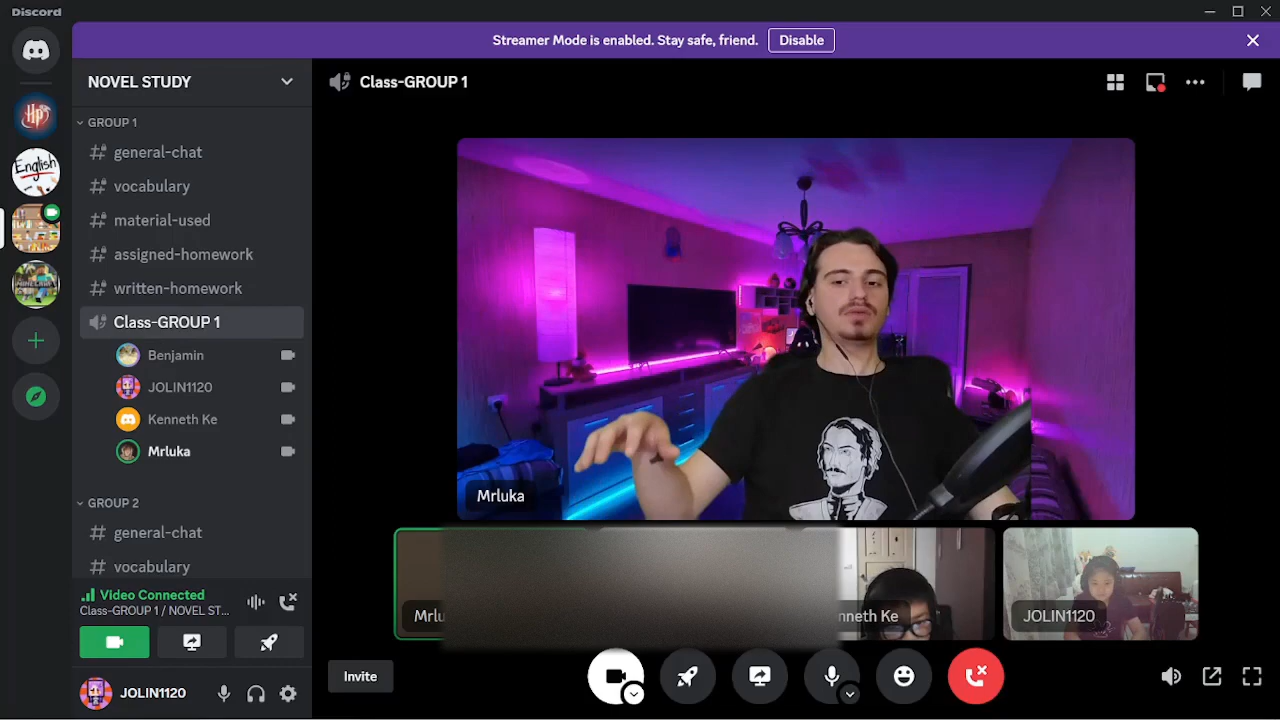 Discord
Streamer Mode is enabled. Stay safe, friend.
Disable
NOVEL STUDY
Class-GROUP 1
GROUP 1
general-chat
vocabulary
material-used
assigned-homework
written-homework
Class-GROUP 1
Benjamin
JOLIN1120
Kenneth Ke
Mrluka
GROUP 2
general-chat
vocabulary
Video Connected
Class-GROUP 1 / NOVEL ST...
JOLIN1120
HP
English
MINECRAFT
Mrluka
Mrlu
nneth Ke
JOLIN1120
Invite